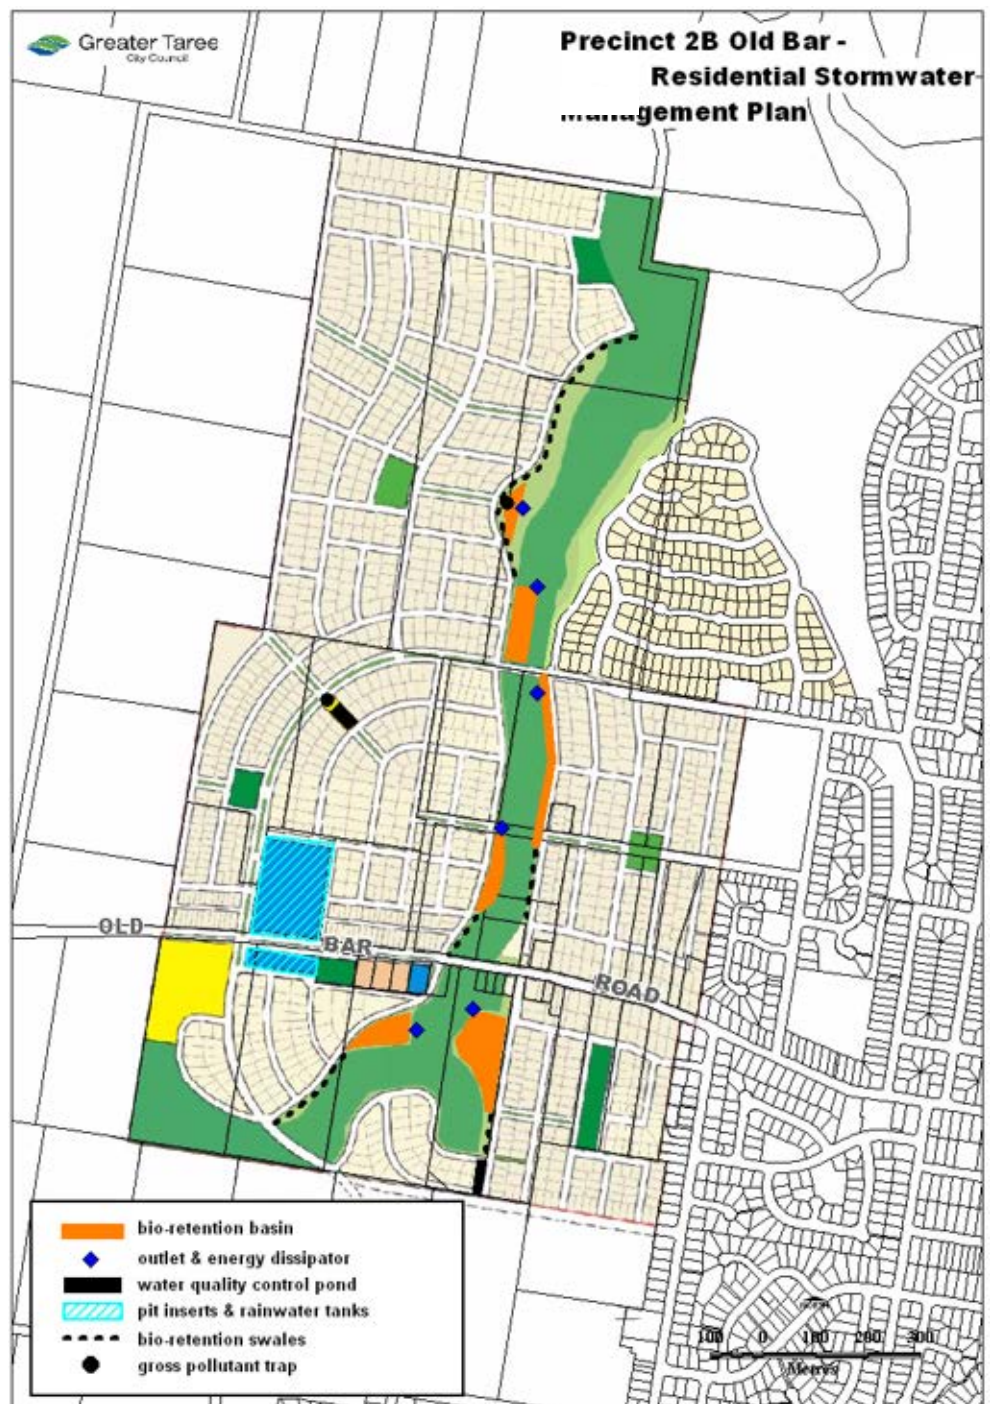 Greater Taree
City Council
Precinct 2B Old Bar -
Residential Stormwater
Management Plan
OLD BAR ROAD
bio-retention basin
outlet & energy dissipator
water quality control pond
pit inserts & rainwater tanks
bio-retention swales
gross pollutant trap
100 0 100 200 300
Metres